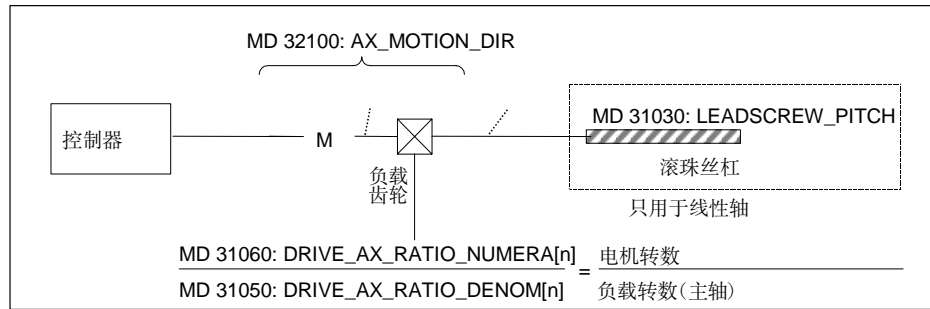 MD 32100: AX_MOTION_DIR
MD 31030: LEADSCREW_PITCH
控制器
M
负载
齿轮
滚珠丝杠
只用于线性轴
MD 31060: DRIVE_AX_RATIO_NUMERA[n] = 电机转数
MD 31050: DRIVE_AX_RATIO_DENOM[n] 负载转数(主轴)